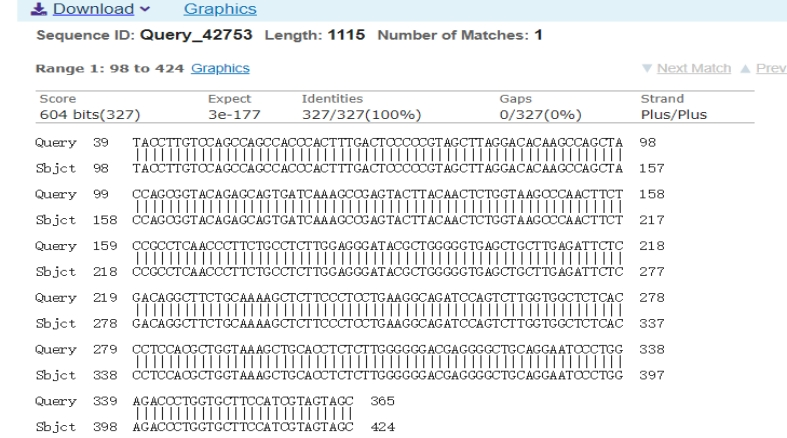 Download Graphics
Sequence ID: Query_42753 Length: 1115 Number of Matches: 1
Range 1: 98 to 424 Graphics ▼ Next Match ▲ Prev
Score Expect Identities Gaps Strand
604 bits(327) 3e-177 327/327(100%) 0/327(0%) Plus/Plus
Query 39 TACCTTGTCCAGCCAGCCACCCACTTTGACTCCCCCGTAGCTTAGGACACAAGCCAGCTA 98
Sbjct 98 TACCTTGTCCAGCCAGCCACCCACTTTGACTCCCCCGTAGCTTAGGACACAAGCCAGCTA 157
Query 99 CCAGCGGTACAGAGCAGTGATCAAAGCCGAGTACTTACAACTCTGGTAAGCCCAACTTCT 158
Sbjct 158 CCAGCGGTACAGAGCAGTGATCAAAGCCGAGTACTTACAACTCTGGTAAGCCCAACTTCT 217
Query 159 CCGCCTCAACCCTTCTGCCTCTTGGAGGGATACGCTGGGGGTGAGCTGCTTGAGATTCTC 218
Sbjct 218 CCGCCTCAACCCTTCTGCCTCTTGGAGGGATACGCTGGGGGTGAGCTGCTTGAGATTCTC 277
Query 219 GACAGGCTTCTGCAAAAGCTCTTCCCTCCTGAAGGCAGATCCAGTCTTGGTGGCTCTCAC 278
Sbjct 278 GACAGGCTTCTGCAAAAGCTCTTCCCTCCTGAAGGCAGATCCAGTCTTGGTGGCTCTCAC 337
Query 279 CCTCCACGCTGGTAAAGCTGCACCTCTCTTGGGGGGACGAGGGGCTGCAGGAATCCCTGG 338
Sbjct 338 CCTCCACGCTGGTAAAGCTGCACCTCTCTTGGGGGGACGAGGGGCTGCAGGAATCCCTGG 397
Query 339 AGACCCTGGTGCTTCCATCGTAGTAGC 365
Sbjct 398 AGACCCTGGTGCTTCCATCGTAGTAGC 424